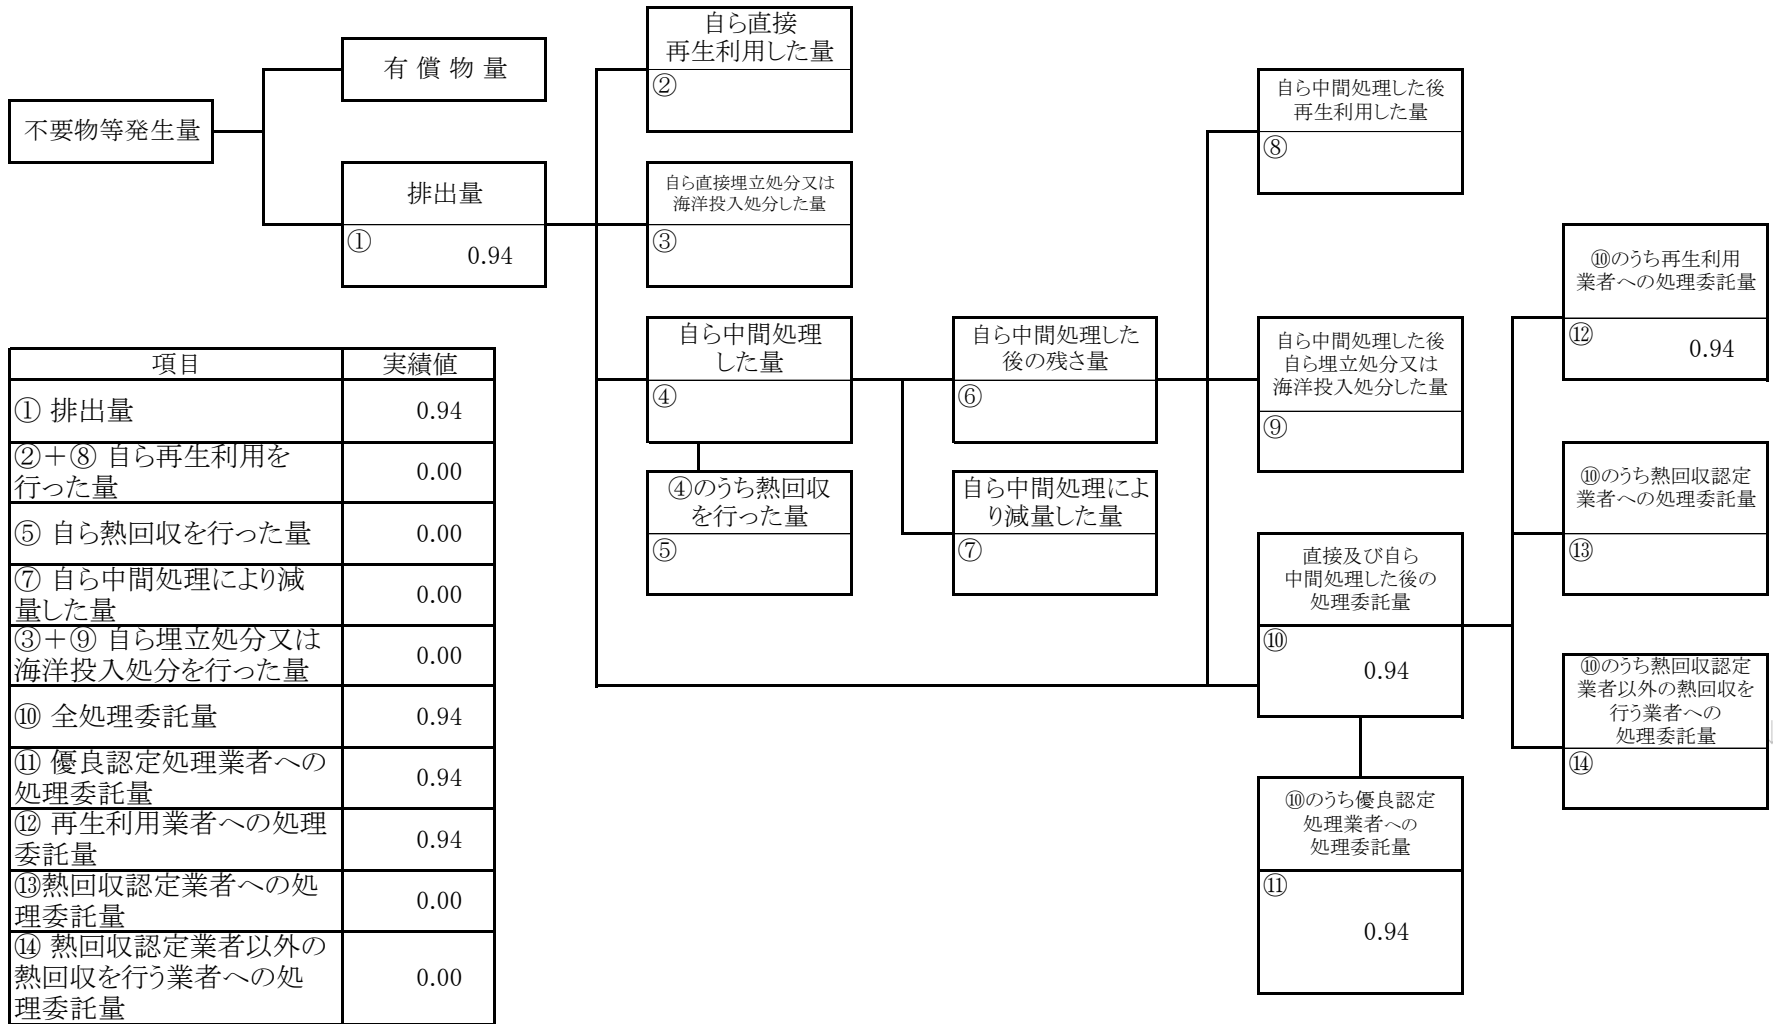 不要物等発生量
有償物量
排出量
①
0.94
自ら直接
再生利用した量
②
自ら直接埋立処分又は
海洋投入処分した量
③
自ら中間処理
した量
④
④のうち熱回収
を行った量
⑤
自ら中間処理した
後の残さ量
⑥
自ら中間処理によ
り減量した量
⑦
自ら中間処理した後
再生利用した量
⑧
自ら中間処理した後
自ら埋立処分又は
海洋投入処分した量
⑨
直接及び自ら
中間処理した後の
処理委託量
⑩
0.94
⑩のうち優良認定
処理業者への
処理委託量
⑪
0.94
⑩のうち再生利用
業者への処理委託量
⑫
0.94
⑩のうち熱回収認定
業者への処理委託量
⑬
⑩のうち熱回収認定
業者以外の熱回収を
行う業者への
処理委託量
⑭
項目 実績値
① 排出量 0.94
②+⑧ 自ら再生利用を
行った量 0.00
⑤ 自ら熱回収を行った量 0.00
⑦ 自ら中間処理により減
量した量 0.00
③+⑨ 自ら埋立処分又は
海洋投入処分を行った量 0.00
⑩ 全処理委託量 0.94
⑪ 優良認定処理業者への
処理委託量 0.94
⑫ 再生利用業者への処理
委託量 0.94
⑬熱回収認定業者への処
理委託量 0.00
⑭ 熱回収認定業者以外の
熱回収を行う業者への処
理委託量 0.00